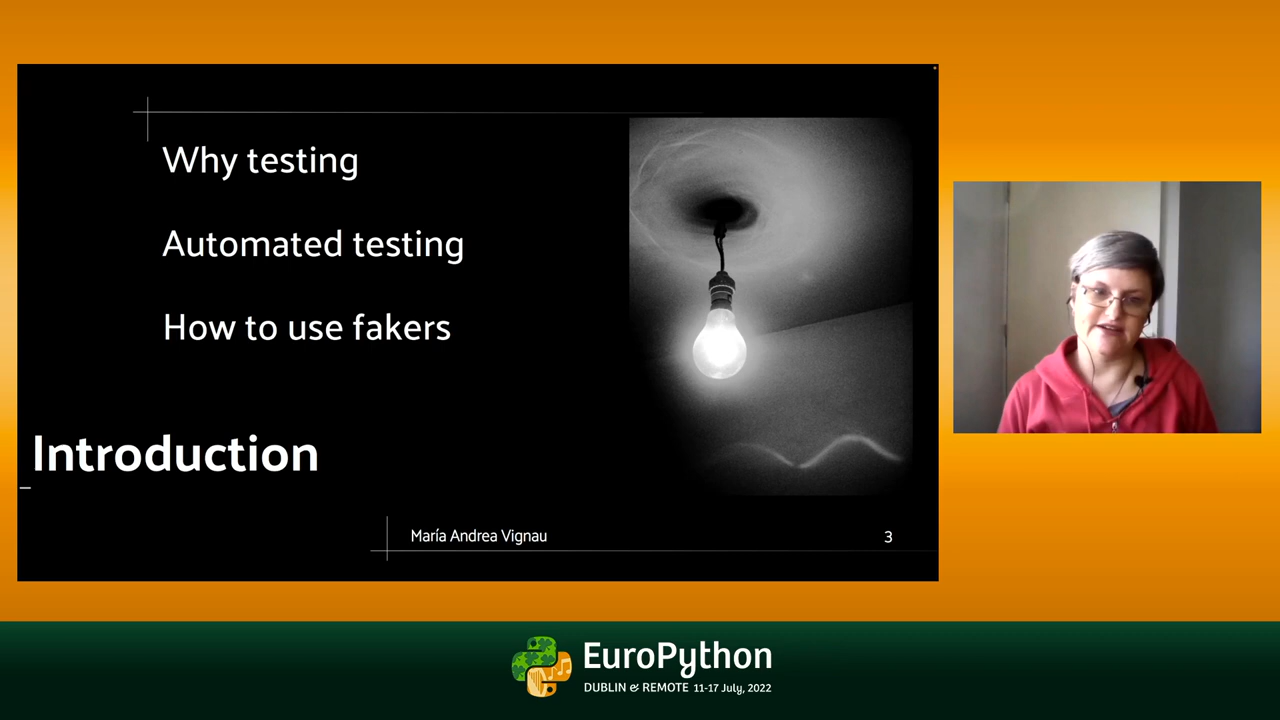 Why testing
Automated testing
How to use fakers
Introduction
María Andrea Vignau
3
EuroPython
DUBLIN & REMOTE 11-17 July, 2022